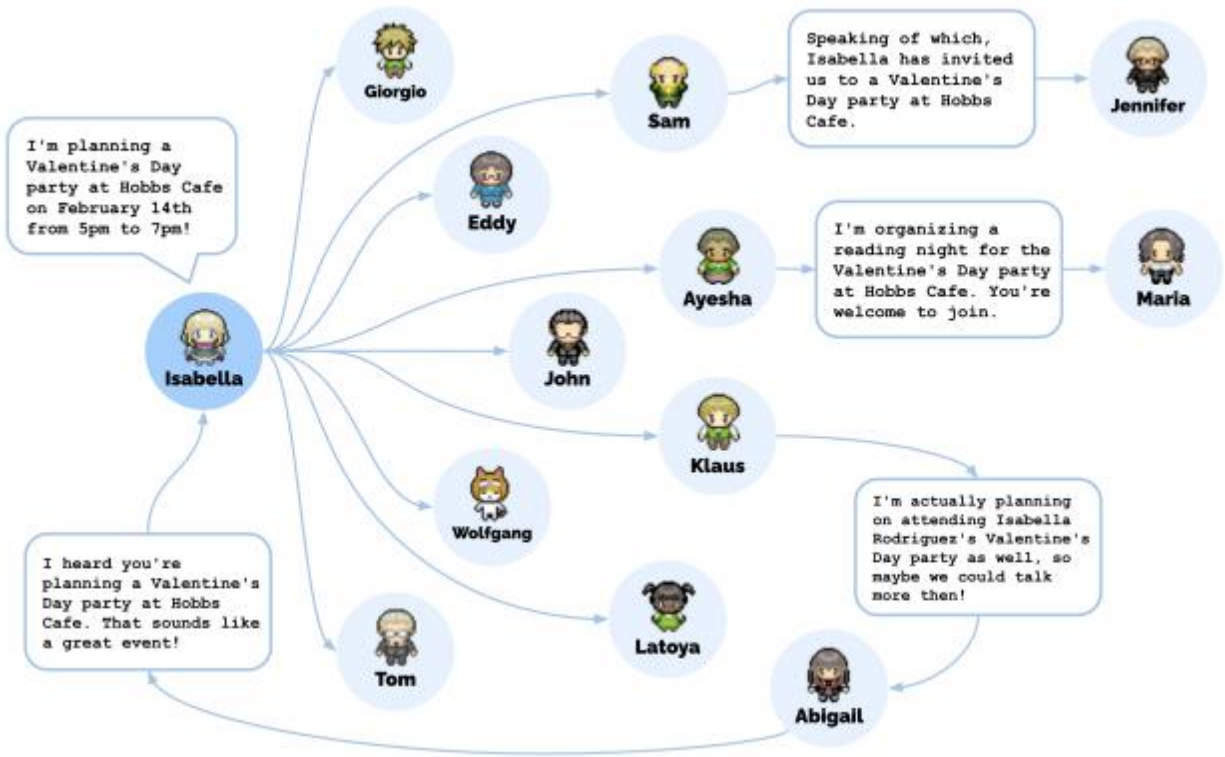 Giorgio
Sam
Speaking of which,
Isabella has invited
us to a Valentine's
Day party at Hobbs
Cafe.
Jennifer
I'm planning a
Valentine's Day
party at Hobbs Cafe
on February 14th
from 5pm to 7pm!
Eddy
Ayesha
I'm organizing a
reading night for the
Valentine's Day party
at Hobbs Cafe. You're
welcome to join.
Maria
Isabella
John
Klaus
Wolfgang
I'm actually planning
on attending Isabella
Rodriguez's Valentine's
Day party as well, so
maybe we could talk
more then!
I heard you're
planning a Valentine's
Day party at Hobbs
Cafe. That sounds like
a great event!
Tom
Latoya
Abigail